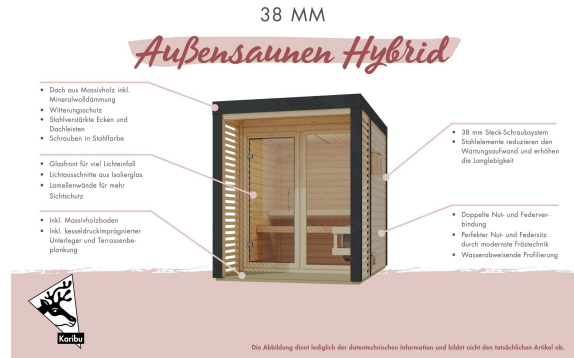 38 MM
Außensaunen Hybrid
• Dach aus Massivholz inkl.
Mineralwolldämmung
• Witterungsschutz
• Stahlverstärkte Ecken und
Dachleisten
• Schrauben in Stahlfarbe
• Glasfront für viel Lichteinfall
• Lichtausschnitte aus Isolierglas
• Lamellenwände für mehr
Sichtschutz
• Inkl. Massivholzboden
• Inkl. kesseldruckimprägnierter
Unterleger und Terrassenbe-
plankung
• 38 mm Steck-Schraubsystem
• Stahlelemente reduzieren den
Wartungsaufwand und erhöhen
die Langlebigkeit
• Doppelte Nut- und Federver-
bindung
• Perfekter Nut- und Federsitz
durch modernste Frästechnik
• Wasserabweisende Profilierung
Karibu
Die Abbildung dient lediglich der datentechnischen Information und bildet nicht den tatsächlichen Artikel ab.